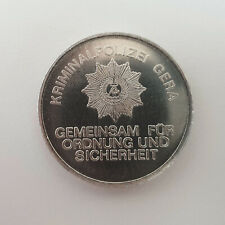 KRIMINALPOLIZEI GERA
GEMEINSAM FÜR
ORDNUNG UND
SICHERHEIT